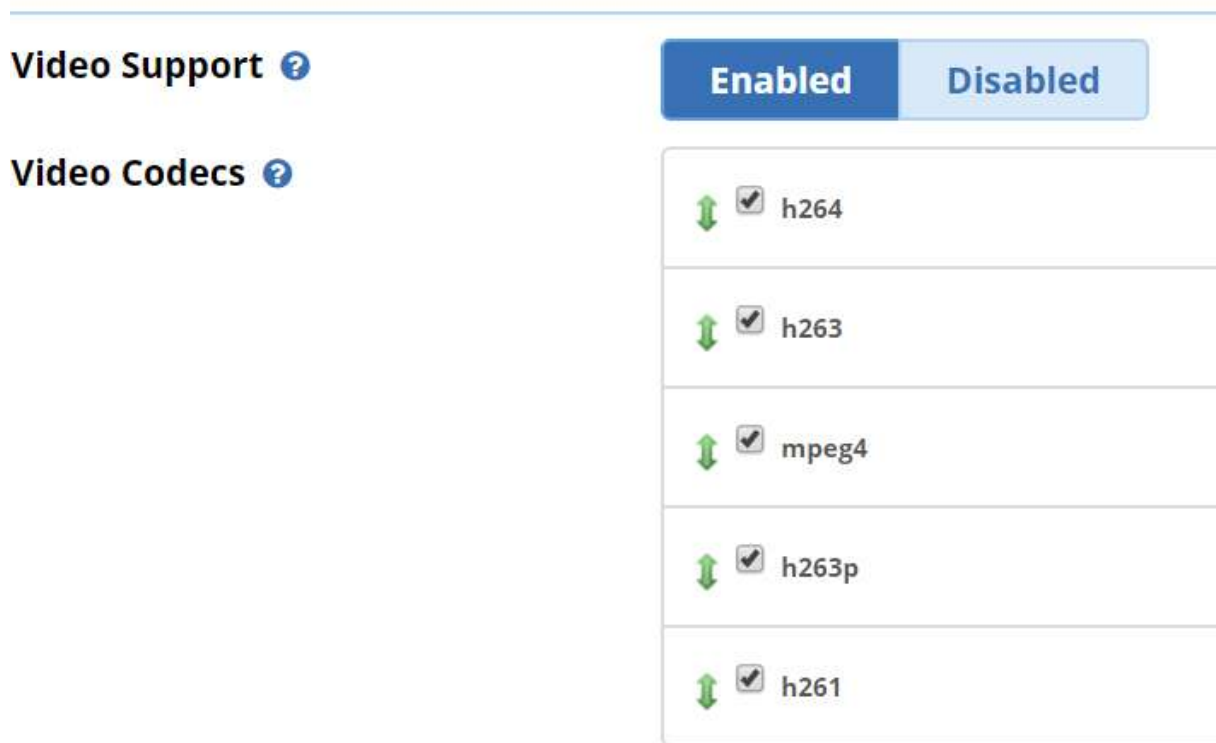 Video Support
Enabled Disabled
Video Codecs
h264
h263
mpeg4
h263p
h261